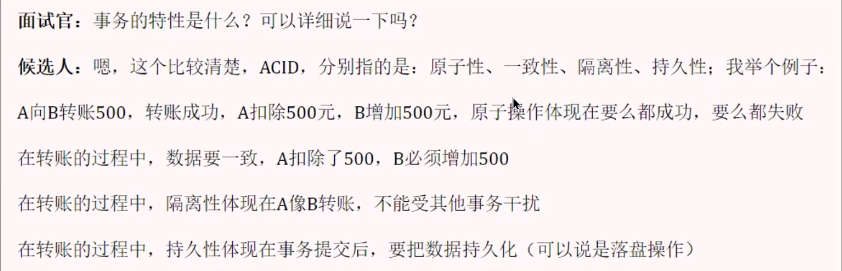 面试官：事务的特性是什么？可以详细说一下吗？
候选人：嗯，这个比较清楚，ACID，分别指的是：原子性、一致性、隔离性、持久性；我举个例子：
A向B转账500，转账成功，A扣除500元，B增加500元，原子操作体现在要么都成功，要么都失败
在转账的过程中，数据要一致，A扣除了500，B必须增加500
在转账的过程中，隔离性体现在A像B转账，不能受其他事务干扰
在转账的过程中，持久性体现在事务提交后，要把数据持久化（可以说是落盘操作）